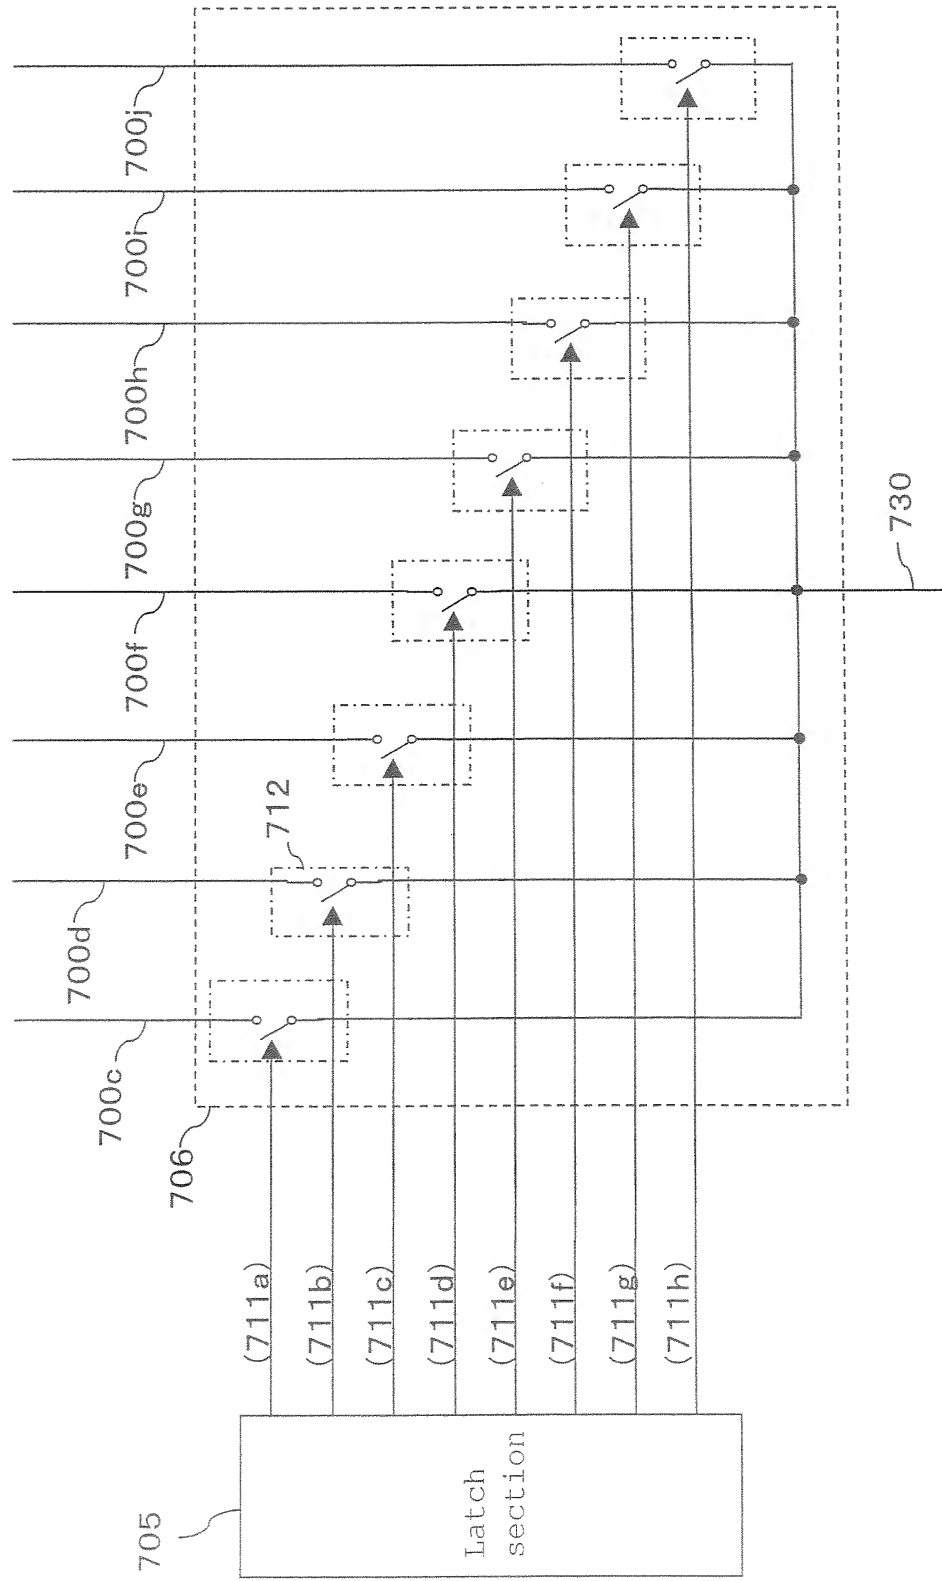 700j
700i
700h
700g
700f
700e
700d
700c
712
706
730
(711a)
(711b)
(711c)
(711d)
(711e)
(711f)
(711g)
(711h)
705
Latch
section